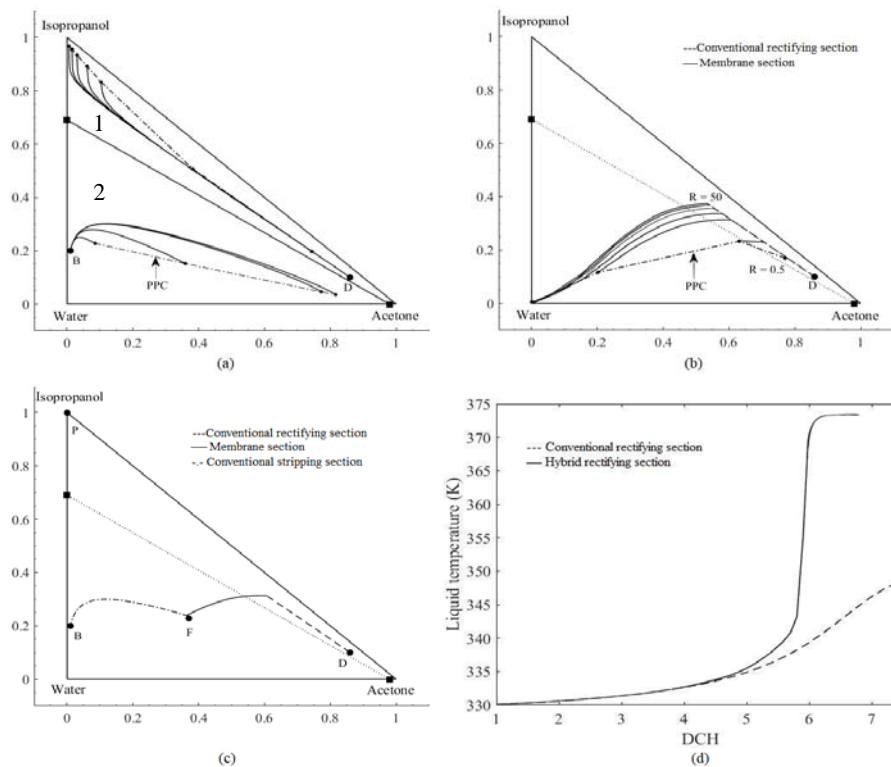 Isopropanol
1
0.8
0.6
0.4
0.2
0
1
2
B
PPC
D
Water
Acetone
0
0.2
0.4
0.6
0.8
1
(a)
Isopropanol
1
0.8
0.6
0.4
0.2
0
Conventional rectifying section
Membrane section
R = 50
PPC
R = 0.5
D
Water
Acetone
0
0.2
0.4
0.6
0.8
1
(b)
Isopropanol
1
0.8
0.6
0.4
0.2
0
P
Conventional rectifying section
Membrane section
Conventional stripping section
B
F
D
Water
Acetone
0
0.2
0.4
0.6
0.8
1
(c)
375
370
365
360
355
350
345
340
335
330
Liquid temperature (K)
Conventional rectifying section
Hybrid rectifying section
1
2
3
4
5
6
7
DCH
(d)